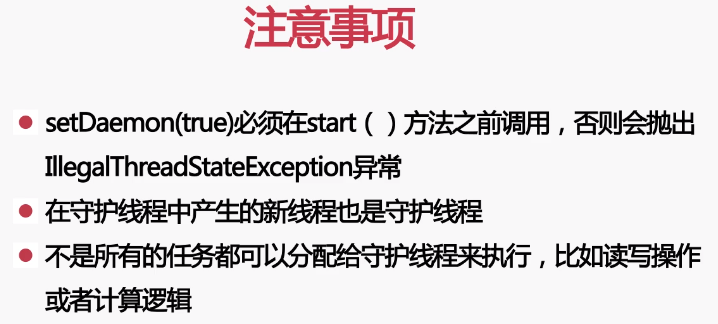 注意事项
setDaemon(true)必须在start（）方法之前调用，否则会抛出
IllegalThreadStateException异常
在守护线程中产生的新线程也是守护线程
不是所有的任务都可以分配给守护线程来执行，比如读写操作
或者计算逻辑